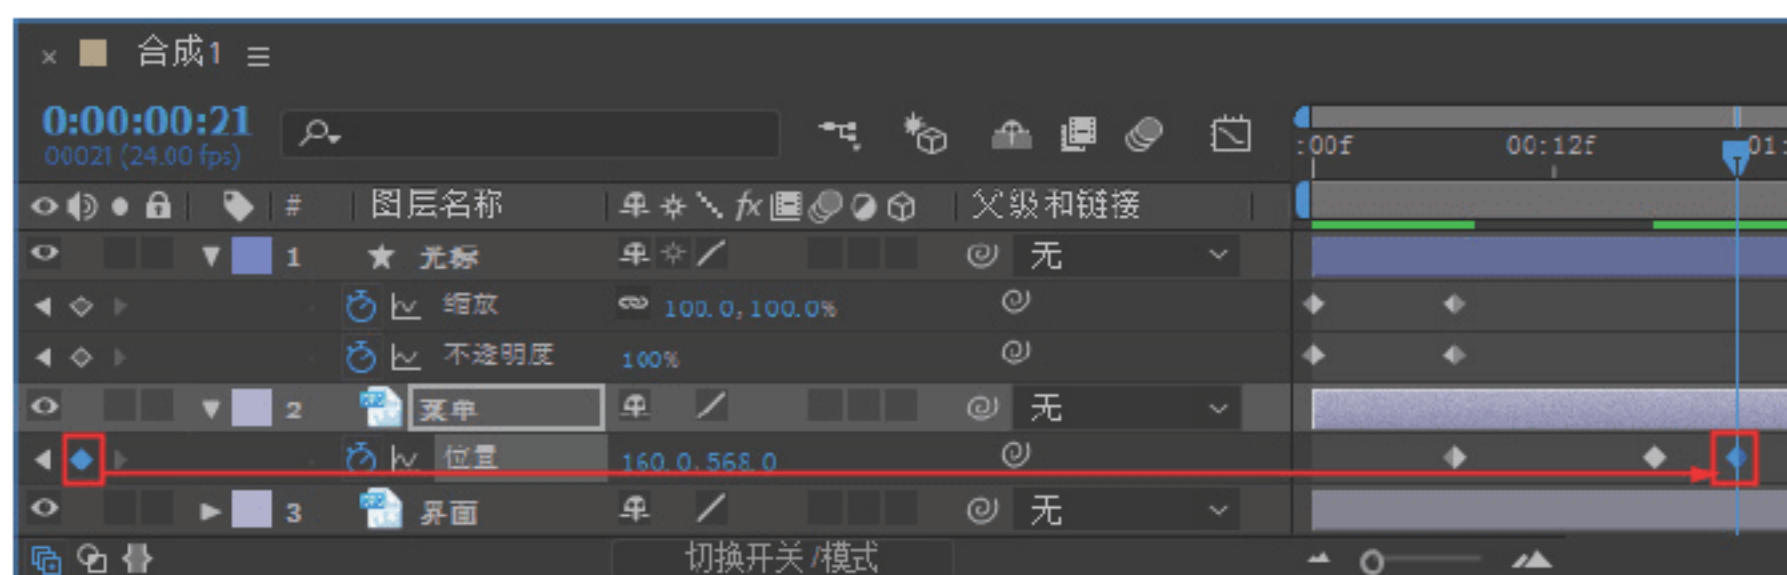 × 合成1 ≡
0:00:00:21
00021 (24.00 fps)
:00f 00:12f 01:
# 图层名称 fx 父级和链接
1 光标 无
缩放 100.0,100.0%
不透明度 100%
2 菜单 无
位置 160.0,568.0
3 界面 无
切换开关/模式